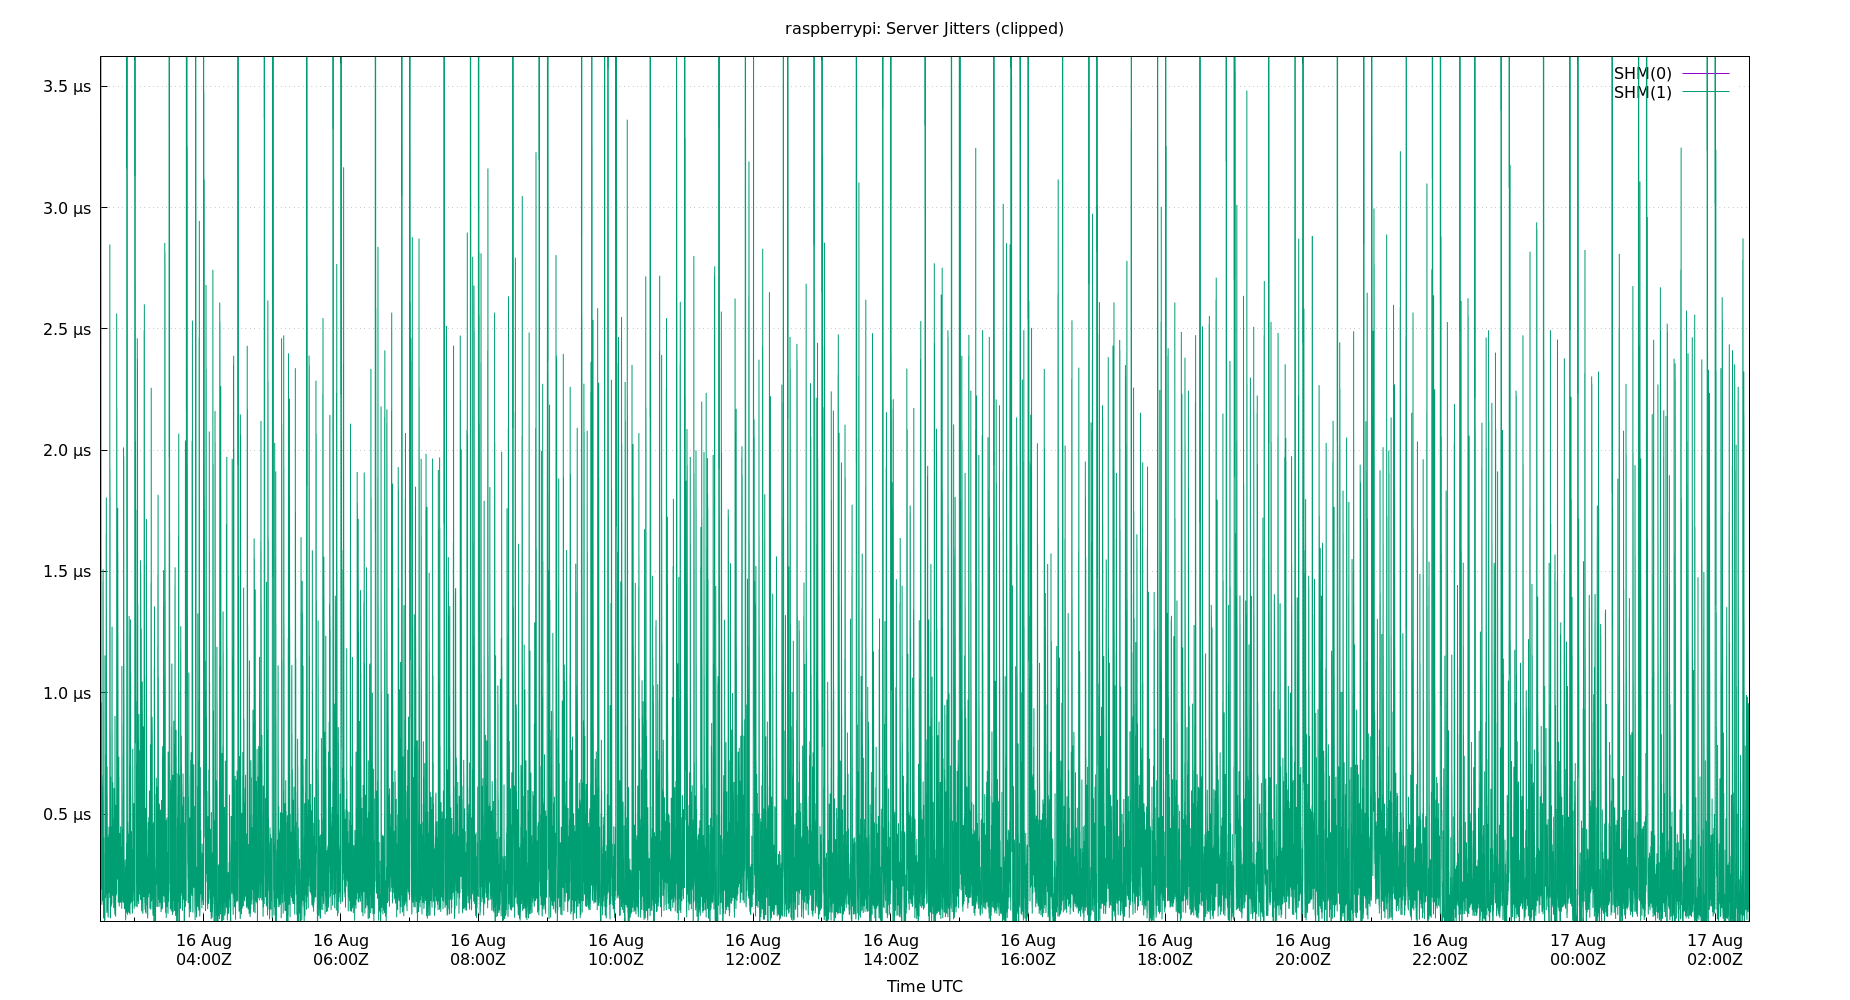 raspberrypi: Server Jitters (clipped)
SHM(0)
SHM(1)
3.5 µs
3.0 µs
2.5 µs
2.0 µs
1.5 µs
1.0 µs
0.5 µs
16 Aug 16 Aug 16 Aug 16 Aug 16 Aug 16 Aug 16 Aug 16 Aug 16 Aug 16 Aug 17 Aug 17 Aug
04:00Z 06:00Z 08:00Z 10:00Z 12:00Z 14:00Z 16:00Z 18:00Z 20:00Z 22:00Z 00:00Z 02:00Z
Time UTC